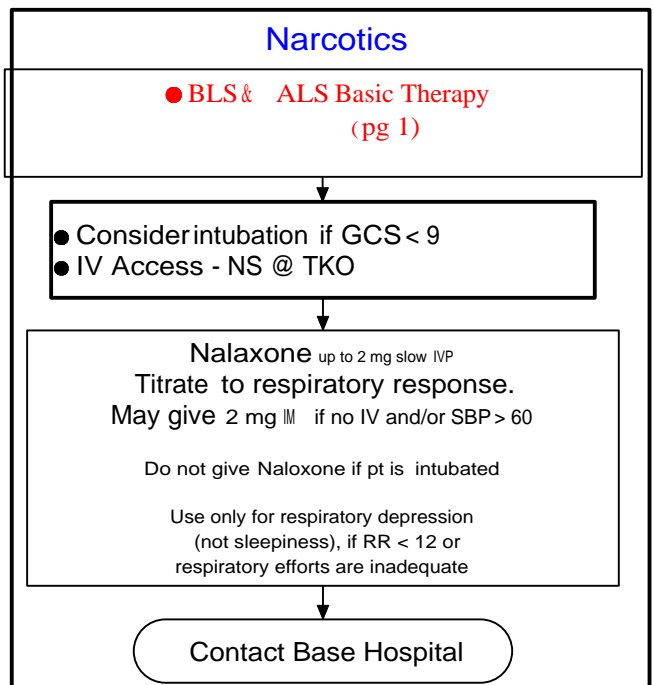 Narcotics
● BLS & ALS Basic Therapy
(pg 1)
● Consider intubation if GCS < 9
● IV Access - NS @ TKO
Nalaxone up to 2 mg slow IVP
Titrate to respiratory response.
May give 2 mg IM if no IV and/or SBP > 60
Do not give Naloxone if pt is intubated
Use only for respiratory depression
(not sleepiness), if RR < 12 or
respiratory efforts are inadequate
Contact Base Hospital